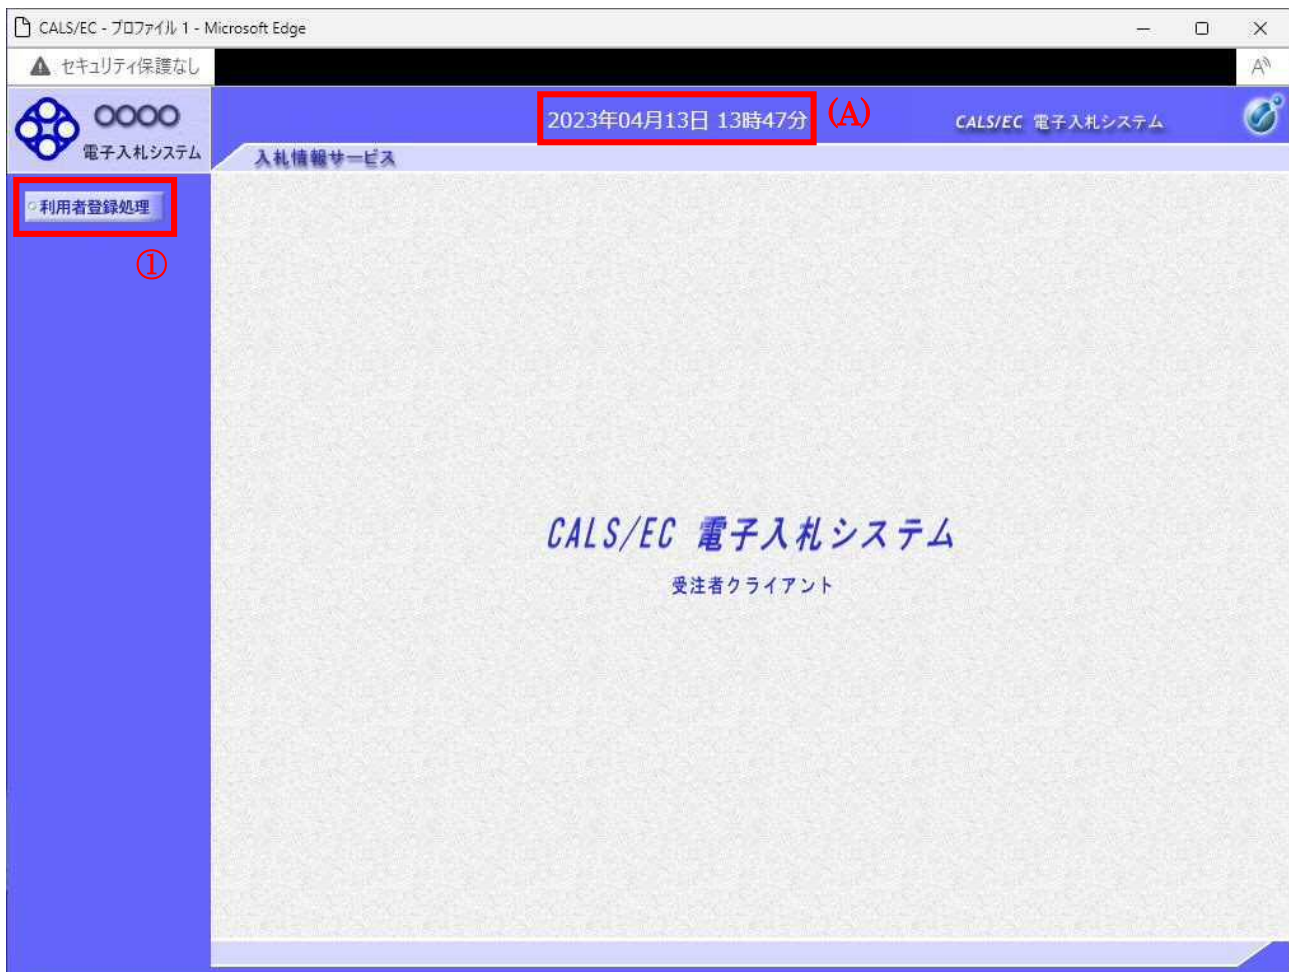 CALS/EC - プロファイル 1 - Microsoft Edge
セキュリティ保護なし
○○○○
電子入札システム
2023年04月13日 13時47分
(A)
CALS/EC 電子入札システム
入札情報サービス
利用者登録処理
①
CALS/EC 電子入札システム
受注者クライアント